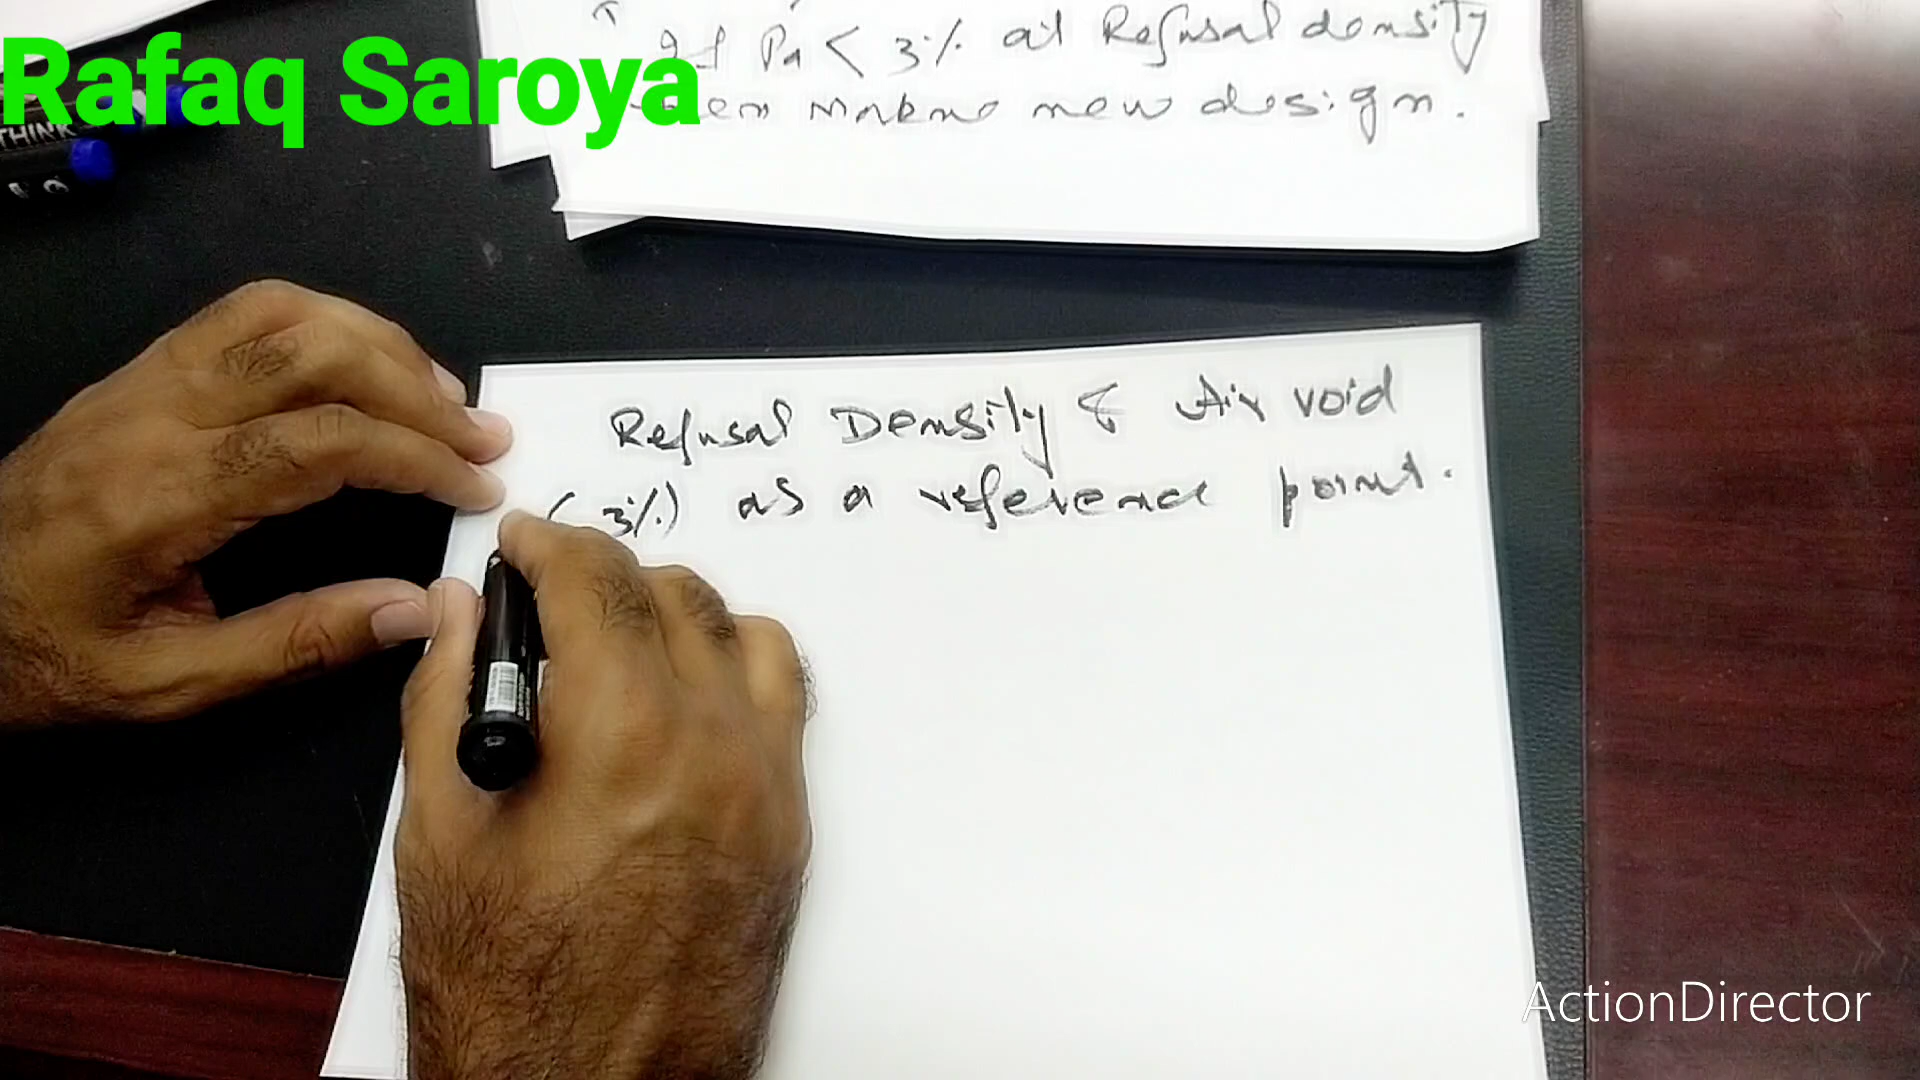 If Pa < 3% at Refusal density
new design.
Rafaq Saroya
THINK
Refusal Density & Air void
(3%) as a reference point.
ActionDirector